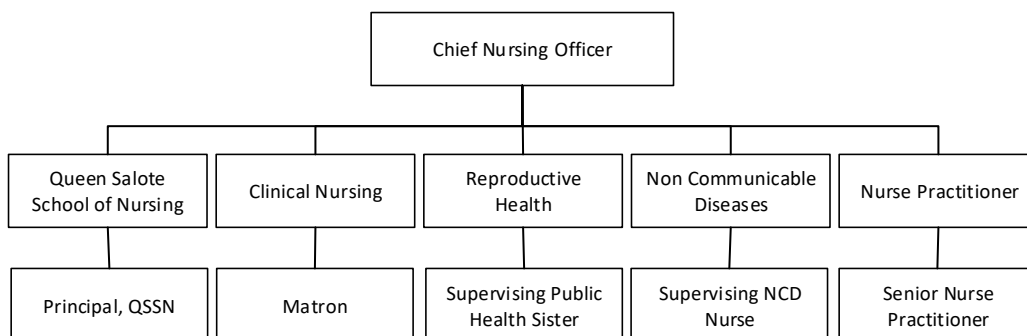 Chief Nursing Officer
Queen Salote
School of Nursing
Clinical Nursing
Reproductive
Health
Non Communicable
Diseases
Nurse Practitioner
Principal, QSSN
Matron
Supervising Public
Health Sister
Supervising NCD
Nurse
Senior Nurse
Practitioner